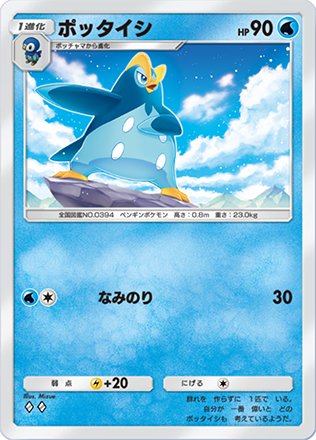 1進化 ポッタイシ HP 90
ポッチャマから進化
全国図鑑NO.0394 ペンギンポケモン 高さ:0.8m 重さ:23.0kg
なみのり 30
弱点 +20 にげる
Illus. Mizue
群れを 作らずに 1匹で いる。
自分が 一番 偉いと どの
ポッタイシも 考えているようだ。